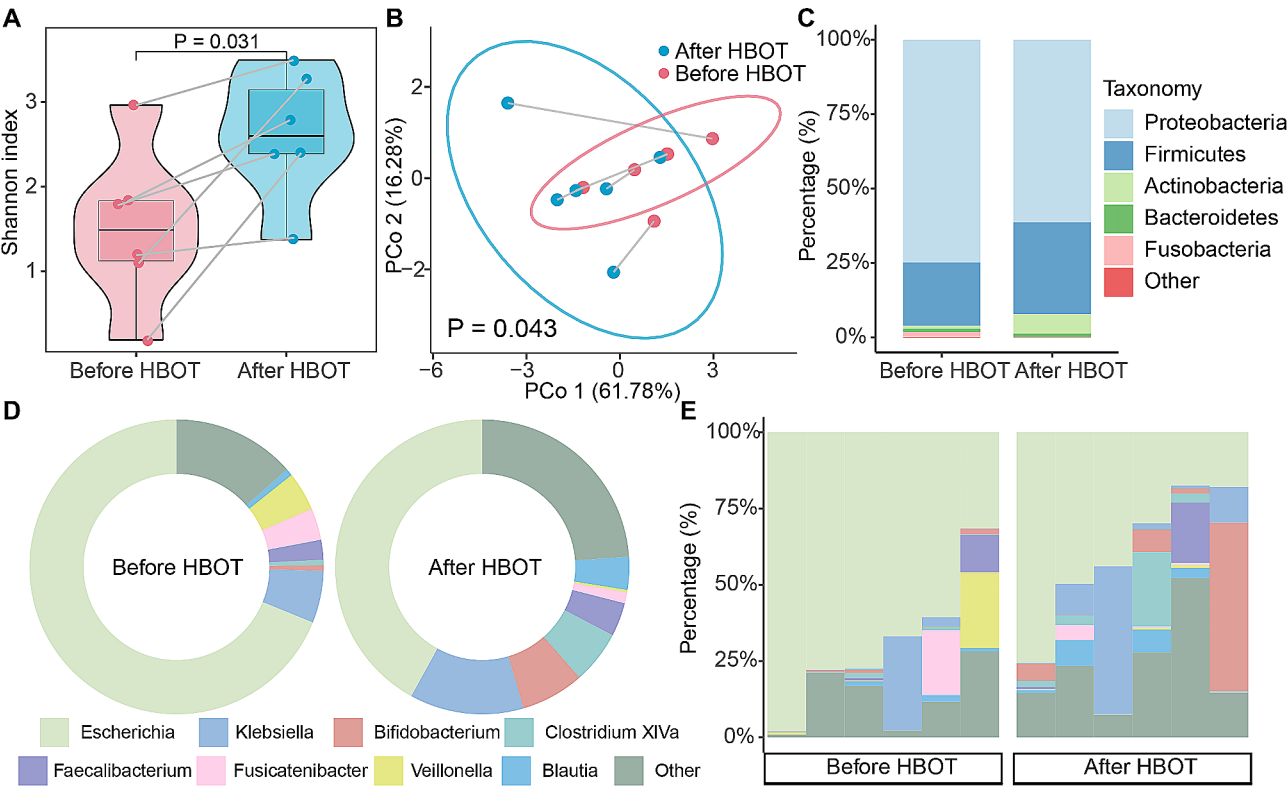 A
P = 0.031
Shannon index
3
2
1
Before HBOT
After HBOT
B
After HBOT
Before HBOT
PCo 2 (16.28%)
2
0
−2
P = 0.043
−6
−3
0
3
PCo 1 (61.78%)
C
Percentage (%)
100%
75%
50%
25%
0%
Before HBOT
After HBOT
Taxonomy
Proteobacteria
Firmicutes
Actinobacteria
Bacteroidetes
Fusobacteria
Other
D
Before HBOT
After HBOT
Escherichia
Klebsiella
Bifidobacterium
Clostridium XIVa
Faecalibacterium
Fusicatenibacter
Veillonella
Blautia
Other
E
Percentage (%)
100%
75%
50%
25%
0%
Before HBOT
After HBOT